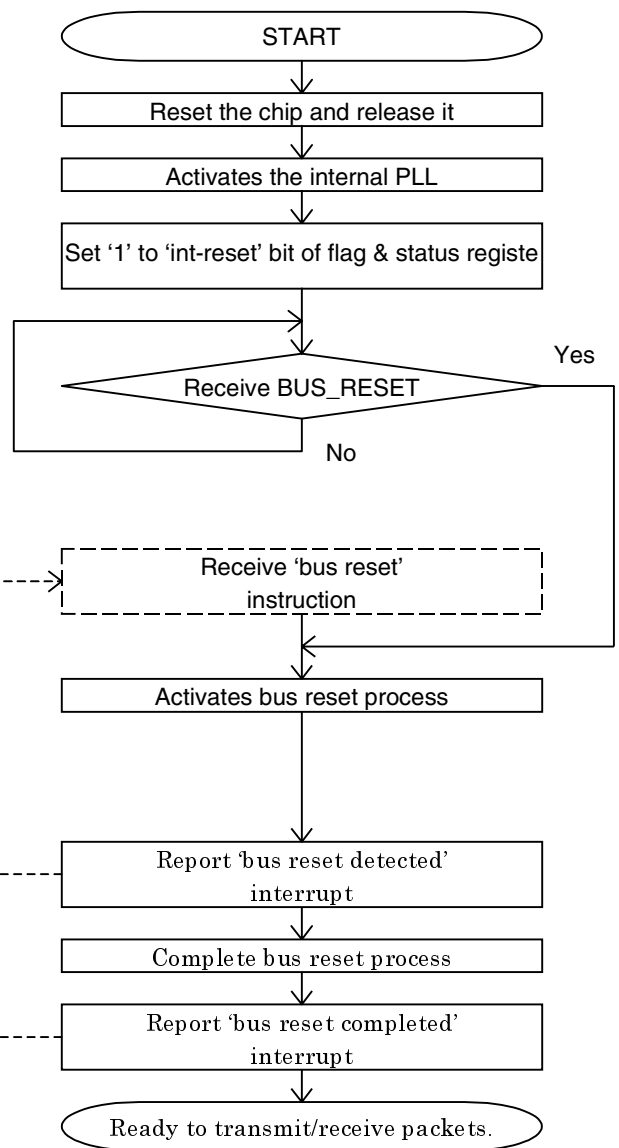 START
Reset the chip and release it
Activates the internal PLL
Set ‘1’ to ‘int-reset’ bit of flag & status registe
Yes
Receive BUS_RESET
No
Receive ‘bus reset’
instruction
Activates bus reset process
Report ‘bus reset detected’
interrupt
Complete bus reset process
Report ‘bus reset completed’
interrupt
Ready to transmit/receive packets.